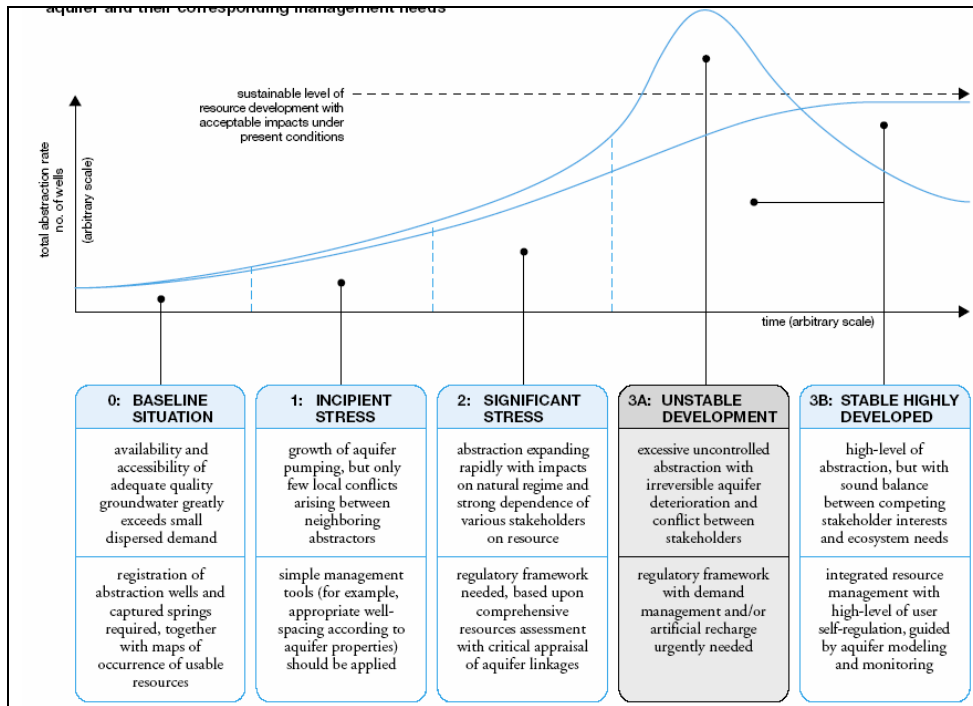 aquifer and their corresponding management needs
sustainable level of
resource development with
acceptable impacts under
present conditions
total abstraction rate
no. of wells
(arbitrary scale)
time (arbitrary scale)
0: BASELINE
SITUATION
availability and
accessibility of
adequate quality
groundwater greatly
exceeds small
dispersed demand
registration of
abstraction wells and
captured springs
required, together
with maps of
occurrence of usable
resources
1: INCIPIENT
STRESS
growth of aquifer
pumping, but only
few local conflicts
arising between
neighboring
abstractors
simple management
tools (for example,
appropriate well-
spacing according to
aquifer properties)
should be applied
2: SIGNIFICANT
STRESS
abstraction expanding
rapidly with impacts
on natural regime and
strong dependence of
various stakeholders
on resource
regulatory framework
needed, based upon
comprehensive
resources assessment
with critical appraisal
of aquifer linkages
3A: UNSTABLE
DEVELOPMENT
excessive uncontrolled
abstraction with
irreversible aquifer
deterioration and
conflict between
stakeholders
regulatory framework
with demand
management and/or
artificial recharge
urgently needed
3B: STABLE HIGHLY
DEVELOPED
high-level of
abstraction, but with
sound balance
between competing
stakeholder interests
and ecosystem needs
integrated resource
management with
high-level of user
self-regulation, guided
by aquifer modeling
and monitoring